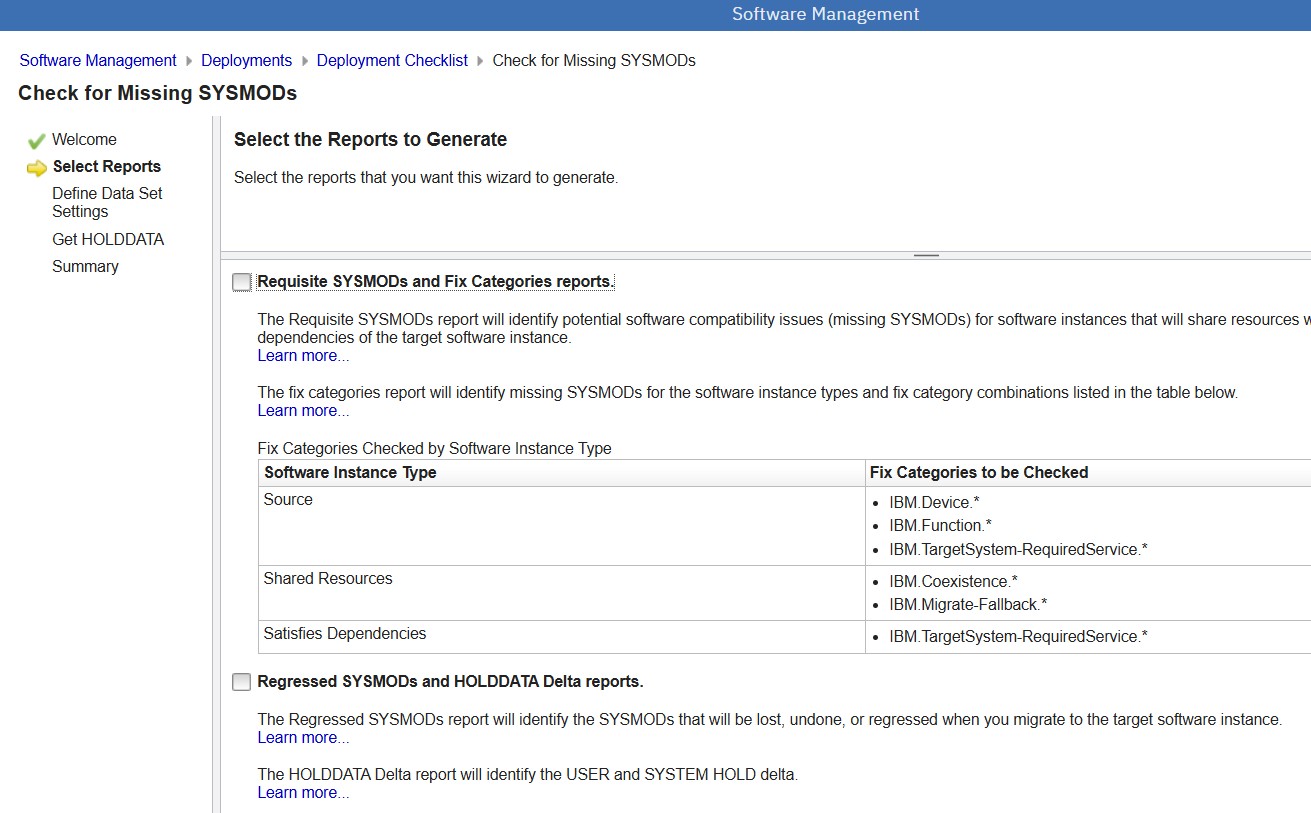 Software Management
Software Management Deployments Deployment Checklist Check for Missing SYSMODs
Check for Missing SYSMODs
Welcome
Select Reports
Define Data Set
Settings
Get HOLDDATA
Summary
Select the Reports to Generate
Select the reports that you want this wizard to generate.
Requisite SYSMODs and Fix Categories reports.
The Requisite SYSMODs report will identify potential software compatibility issues (missing SYSMODs) for software instances that will share resources
dependencies of the target software instance.
Learn more...
The fix categories report will identify missing SYSMODs for the software instance types and fix category combinations listed in the table below.
Learn more...
Fix Categories Checked by Software Instance Type
Software Instance Type Fix Categories to be Checked
Source
• IBM.Device.*
• IBM.Function.*
• IBM.TargetSystem-RequiredService.*
Shared Resources
• IBM.Coexistence.*
• IBM.Migrate-Fallback.*
Satisfies Dependencies
• IBM.TargetSystem-RequiredService.*
Regressed SYSMODs and HOLDDATA Delta reports.
The Regressed SYSMODs report will identify the SYSMODs that will be lost, undone, or regressed when you migrate to the target software instance.
Learn more...
The HOLDDATA Delta report will identify the USER and SYSTEM HOLD delta.
Learn more...